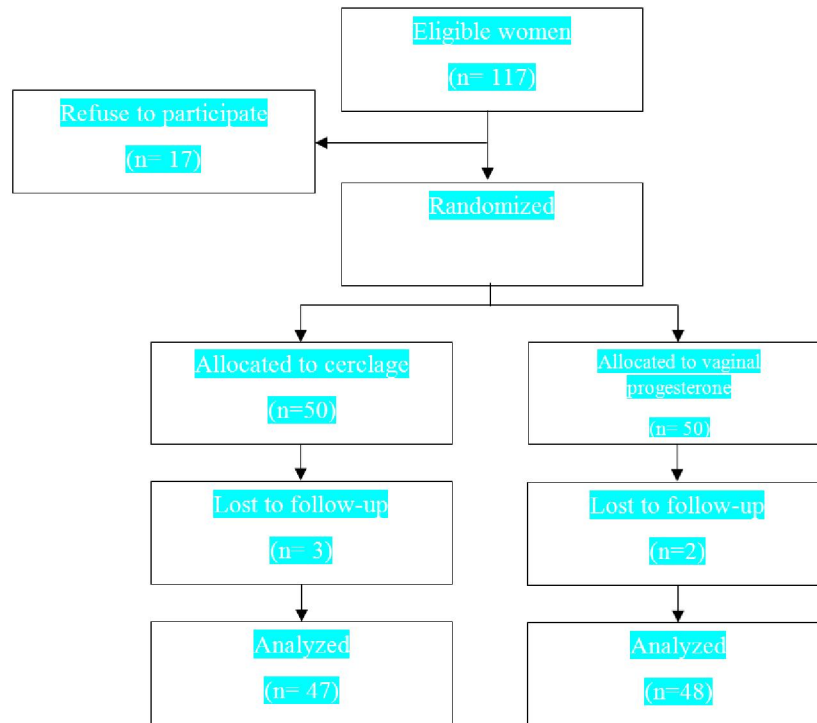 Eligible women
(n= 117)
Refuse to participate
(n= 17)
Randomized
Allocated to cerclage
(n=50)
Allocated to vaginal
progesterone
(n= 50)
Lost to follow-up
(n= 3)
Lost to follow-up
(n=2)
Analyzed
(n= 47)
Analyzed
(n=48)